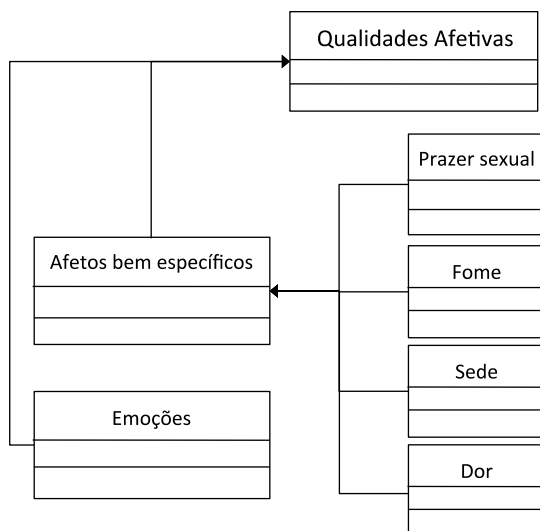 Qualidades Afetivas
Prazer sexual
Afetos bem específicos
Fome
Sede
Emoções
Dor